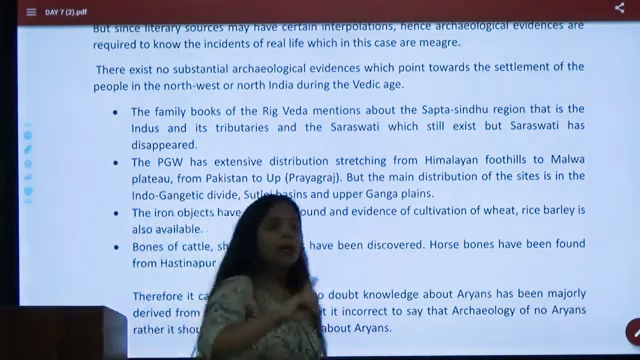 DAY 7 (2).pdf
But since literary sources may have certain interpolations, hence archaeological evidences are
required to know the incidents of real life which in this case are meagre.
There exist no substantial archaeological evidences which point towards the settlement of the
people in the north-west or north India during the Vedic age.
• The family books of the Rig Veda mentions about the Sapta-sindhu region that is the
Indus and its tributaries and the Saraswati which still exist but Saraswati has
disappeared.
• The PGW has extensive distribution stretching from Himalayan foothills to Malwa
plateau, from Pakistan to Up (Prayagraj). But the main distribution of the sites is in the
Indo-Gangetic divide, Sutlej basins and upper Ganga plains.
• The iron objects have ound and evidence of cultivation of wheat, rice barley is
also available.
• Bones of cattle, sh have been discovered. Horse bones have been found
from Hastinapur
Therefore it ca o doubt knowledge about Aryans has been majorly
derived from t it incorrect to say that Archaeology of no Aryans
rather it shou about Aryans.